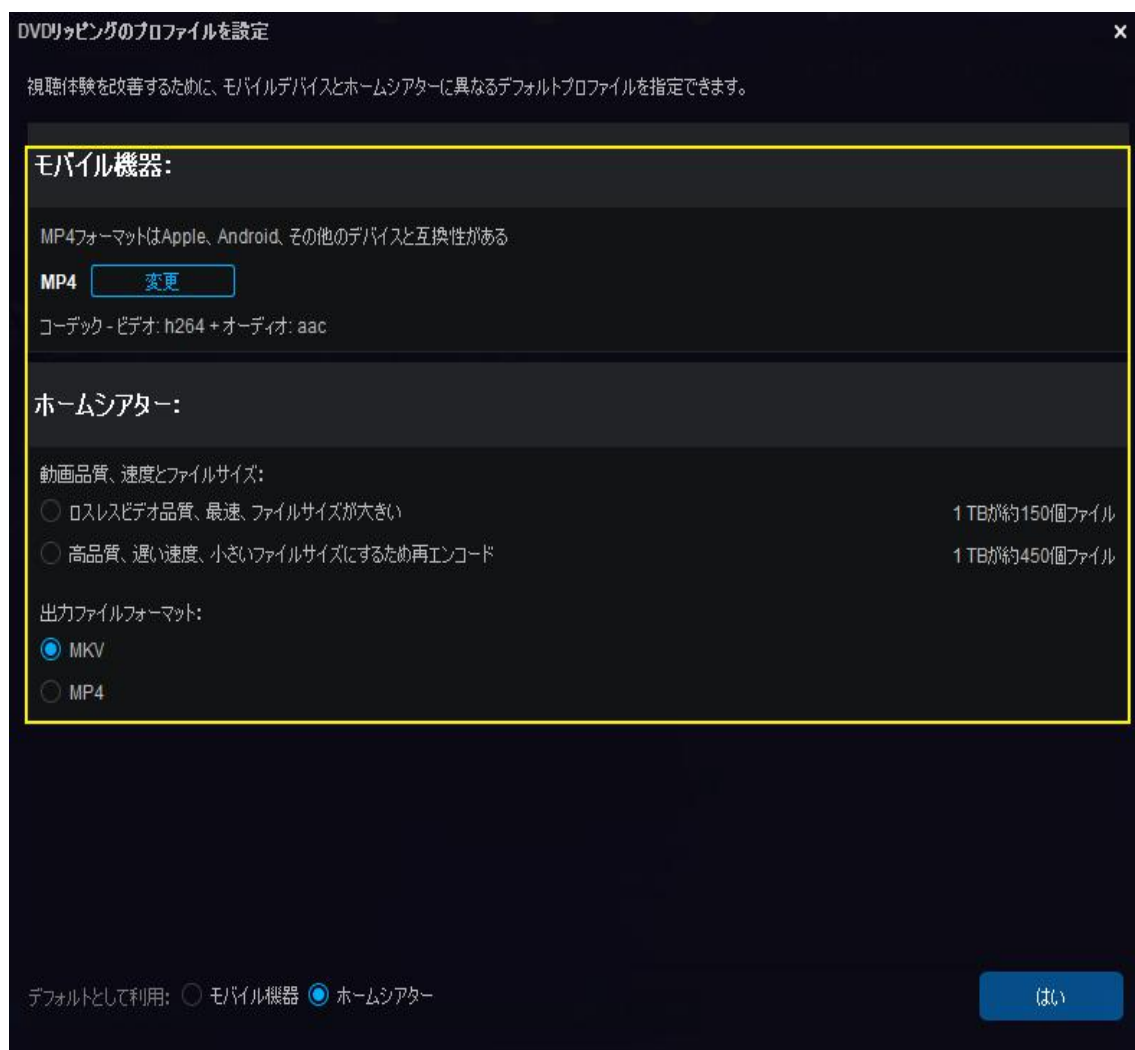 DVDリッピングのプロファイルを設定
視聴体験を改善するために、モバイルデバイスとホームシアターに異なるデフォルトプロファイルを指定できます。
モバイル機器:
MP4フォーマットはApple、Android、その他のデバイスと互換性がある
MP4 変更
コーデック - ビデオ: h264 + オーディオ: aac
ホームシアター:
動画品質、速度とファイルサイズ:
ロスレスビデオ品質、最速、ファイルサイズが大きい 1 TBが約150個ファイル
高品質、遅い速度、小さいファイルサイズにするため再エンコード 1 TBが約450個ファイル
出力ファイルフォーマット:
MKV
MP4
デフォルトとして利用: モバイル機器 ホームシアター はい